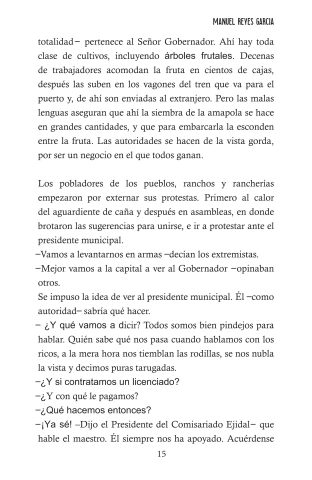 MANUEL REYES GARCIA
totalidad− pertenece al Señor Gobernador. Ahí hay toda
clase de cultivos, incluyendo árboles frutales. Decenas
de trabajadores acomodan la fruta en cientos de cajas,
después las suben en los vagones del tren que va para el
puerto y, de ahí son enviadas al extranjero. Pero las malas
lenguas aseguran que ahí la siembra de la amapola se hace
en grandes cantidades, y que para embarcarla la esconden
entre la fruta. Las autoridades se hacen de la vista gorda,
por ser un negocio en el que todos ganan.
Los pobladores de los pueblos, ranchos y rancherías
empezaron por externar sus protestas. Primero al calor
del aguardiente de caña y después en asambleas, en donde
brotaron las sugerencias para unirse, e ir a protestar ante el
presidente municipal.
−Vamos a levantarnos en armas −decían los extremistas.
−Mejor vamos a la capital a ver al Gobernador −opinaban
otros.
Se impuso la idea de ver al presidente municipal. Él −como
autoridad− sabría qué hacer.
− ¿Y qué vamos a dicir? Todos somos bien pindejos para
hablar. Quién sabe qué nos pasa cuando hablamos con los
ricos, a la mera hora nos tiemblan las rodillas, se nos nubla
la vista y decimos puras tarugadas.
−¿Y si contratamos un licenciado?
−¿Y con qué le pagamos?
−¿Qué hacemos entonces?
−¡Ya sé! –Dijo el Presidente del Comisariado Ejidal− que
hable el maestro. Él siempre nos ha apoyado. Acuérdense
15